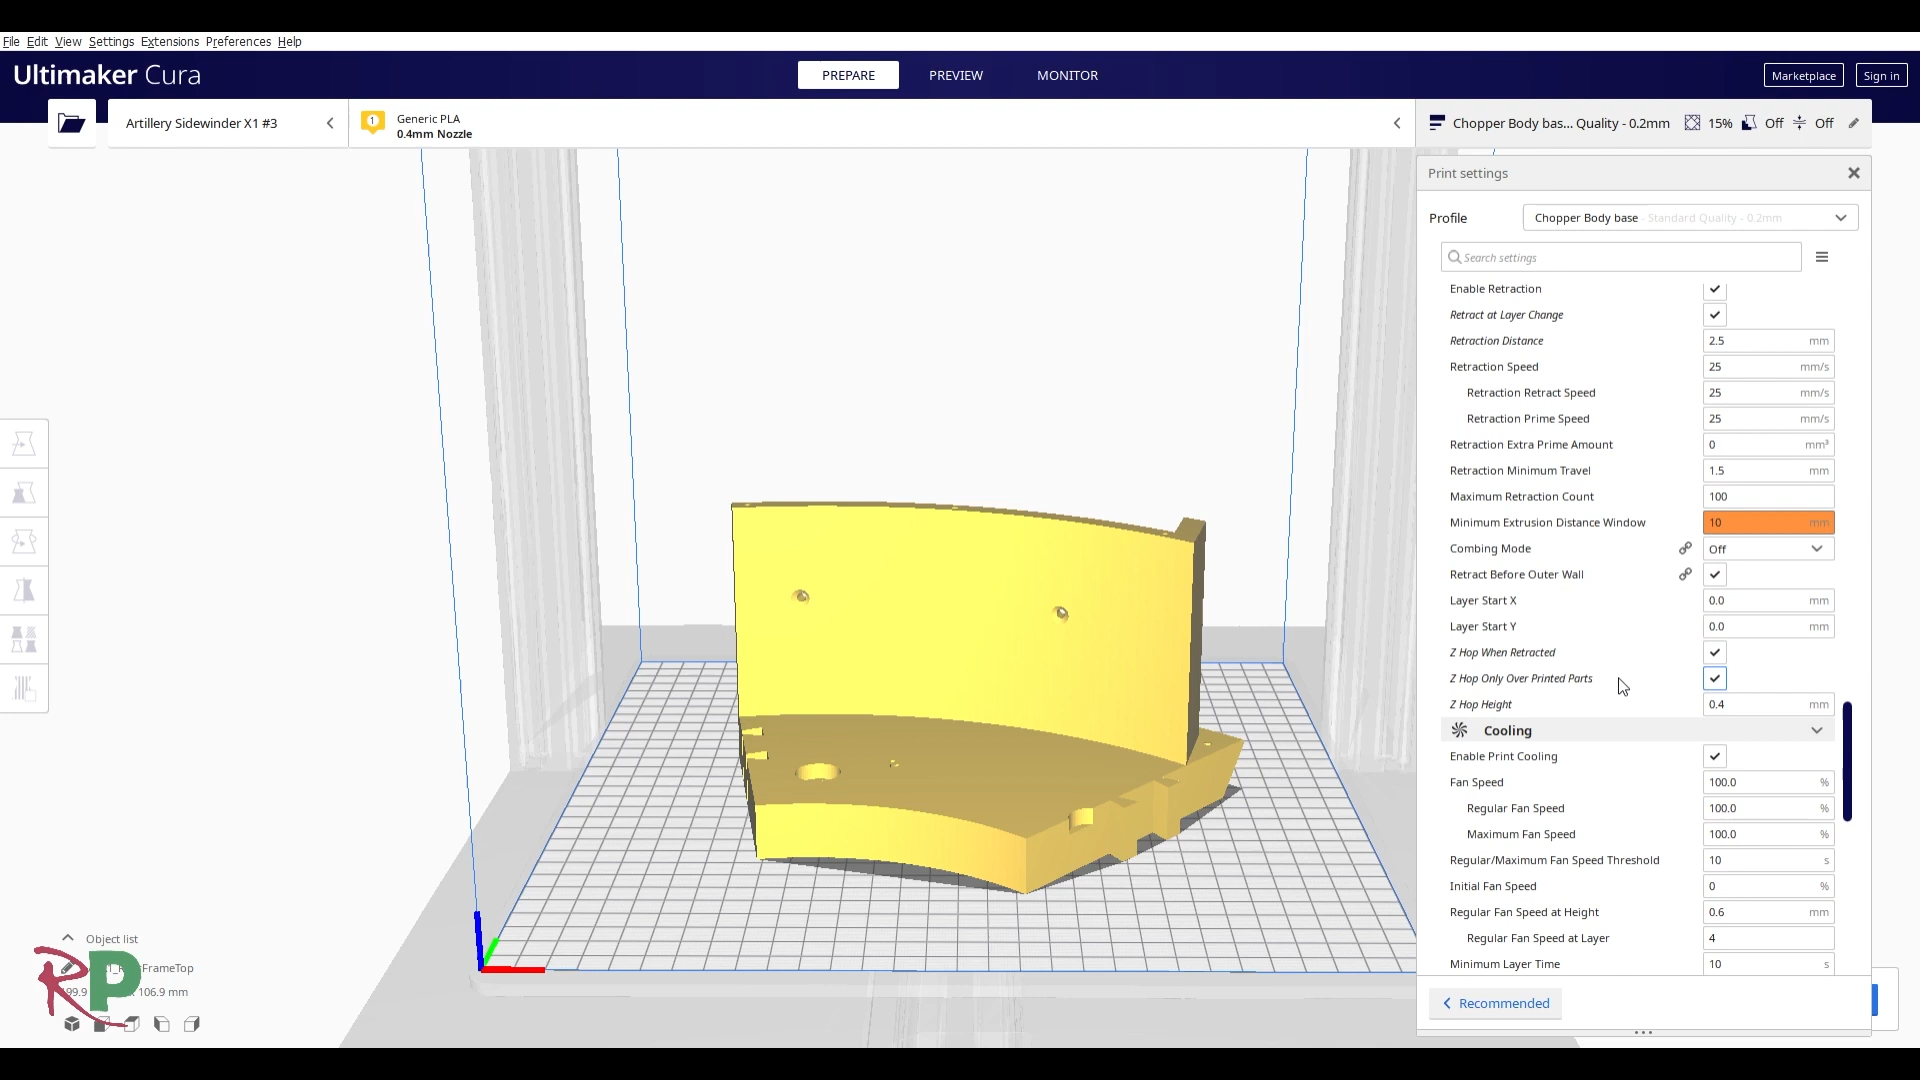 File Edit View Settings Extensions Preferences Help
Ultimaker Cura
PREPARE
PREVIEW
MONITOR
Marketplace
Sign in
Artillery Sidewinder X1 #3
1
Generic PLA
0.4mm Nozzle
Chopper Body bas... Quality - 0.2mm
15%
Off
Off
Print settings
Profile
Chopper Body base - Standard Quality - 0.2mm
Search settings
Enable Retraction
Retract at Layer Change
Retraction Distance 2.5 mm
Retraction Speed 25 mm/s
Retraction Retract Speed 25 mm/s
Retraction Prime Speed 25 mm/s
Retraction Extra Prime Amount 0 mm³
Retraction Minimum Travel 1.5 mm
Maximum Retraction Count 100
Minimum Extrusion Distance Window 10 mm
Combing Mode Off
Retract Before Outer Wall
Layer Start X 0.0 mm
Layer Start Y 0.0 mm
Z Hop When Retracted
Z Hop Only Over Printed Parts
Z Hop Height 0.4 mm
Cooling
Enable Print Cooling
Fan Speed 100.0 %
Regular Fan Speed 100.0 %
Maximum Fan Speed 100.0 %
Regular/Maximum Fan Speed Threshold 10 s
Initial Fan Speed 0 %
Regular Fan Speed at Height 0.6 mm
Regular Fan Speed at Layer 4
Minimum Layer Time 10 s
Recommended
Object list
FrameTop
106.9 mm
RP